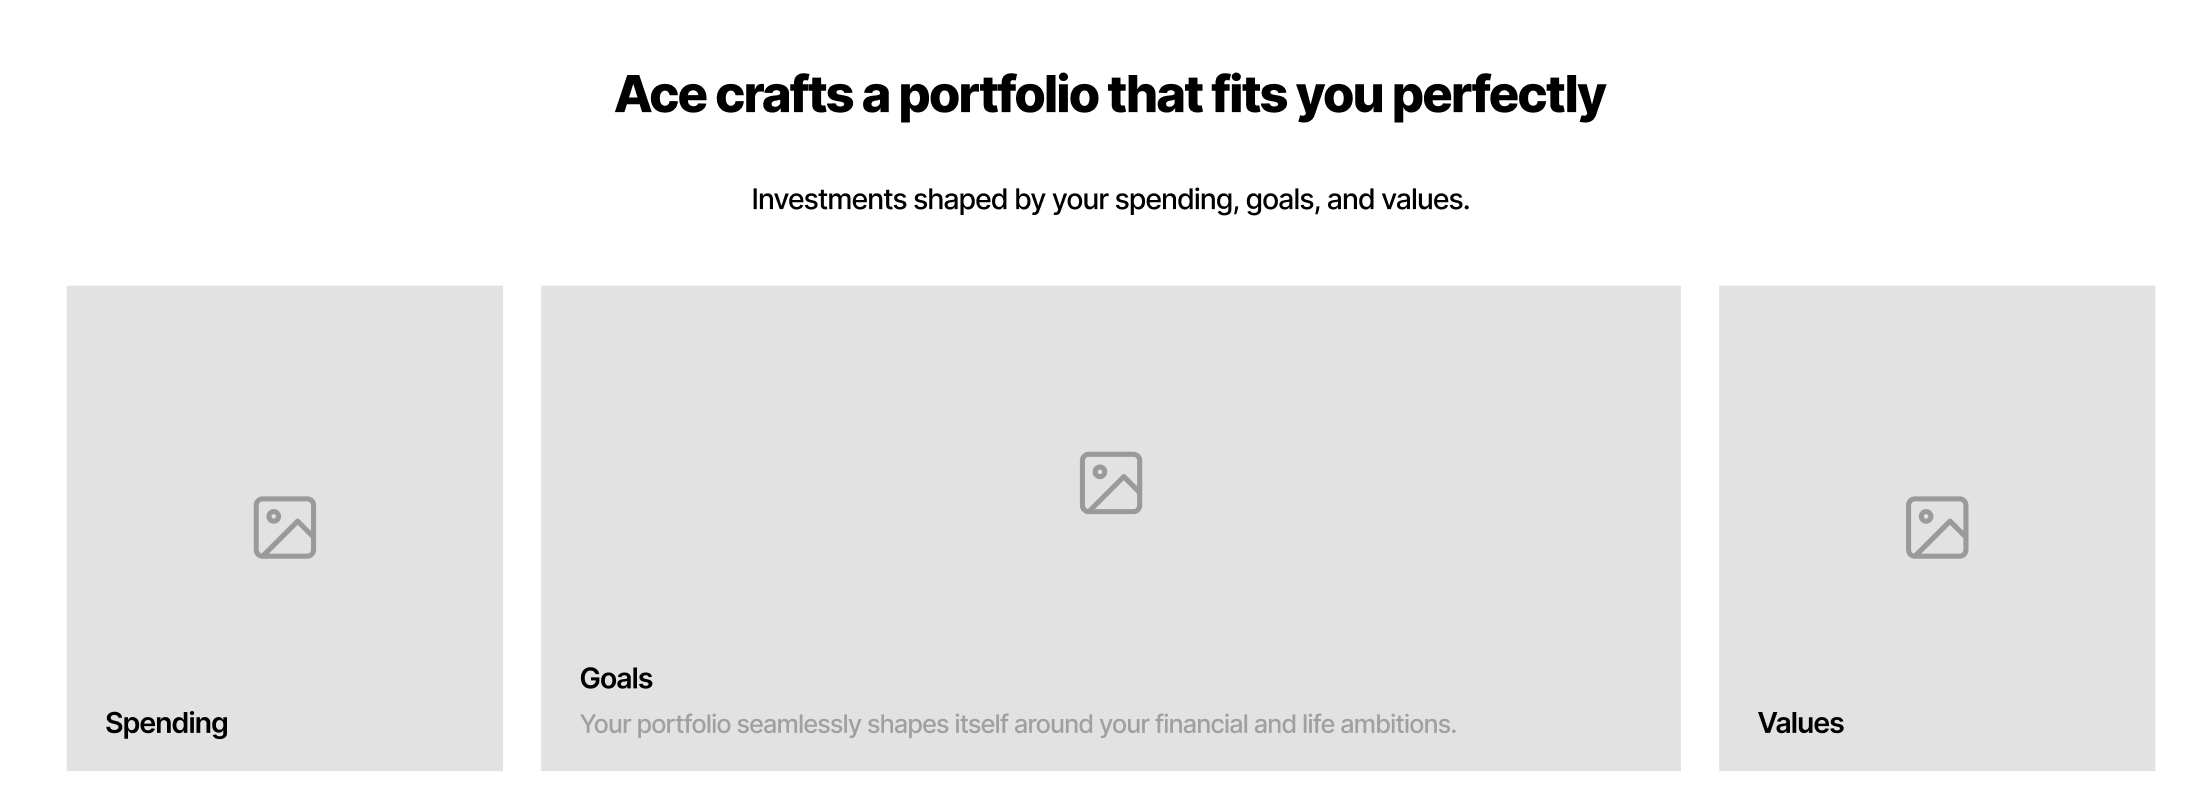 Ace crafts a portfolio that fits you perfectly
Investments shaped by your spending, goals, and values.
Spending
Goals
Your portfolio seamlessly shapes itself around your financial and life ambitions.
Values